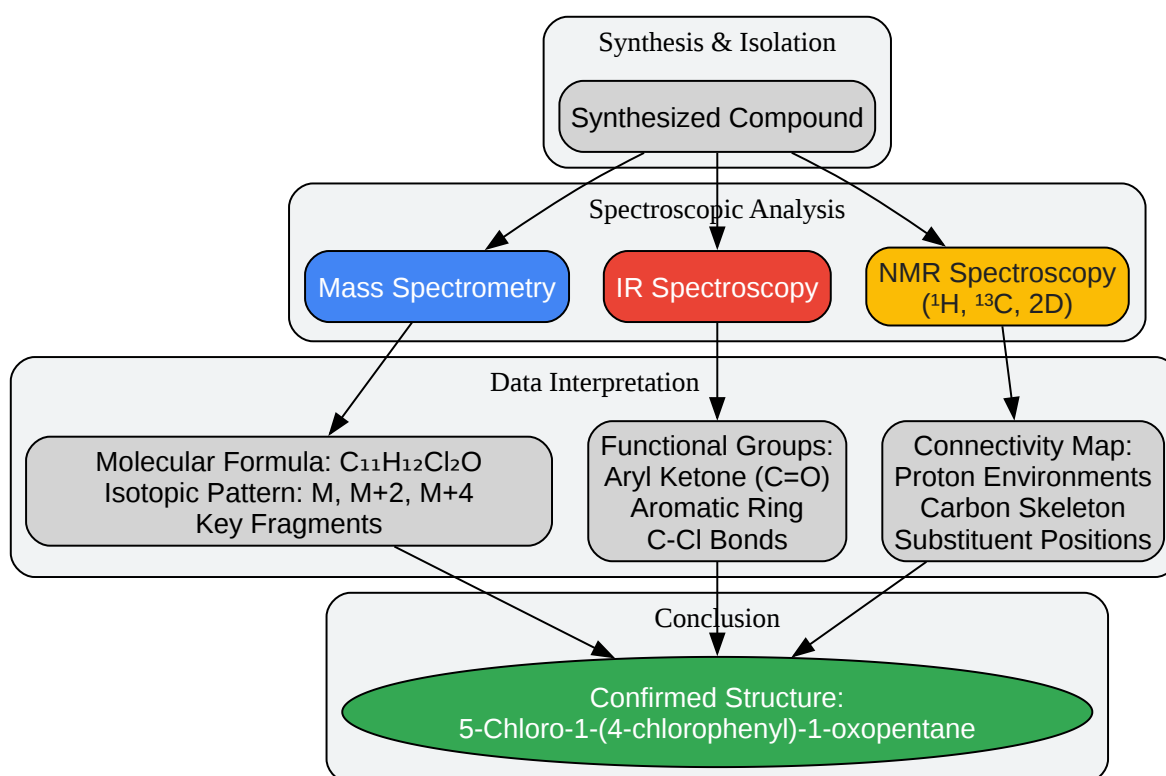 Synthesis & Isolation
Synthesized Compound
Spectroscopic Analysis
Mass Spectrometry
IR Spectroscopy
NMR Spectroscopy
(¹H, ¹³C, 2D)
Data Interpretation
Molecular Formula: C₁₁H₁₂Cl₂O
Isotopic Pattern: M, M+2, M+4
Key Fragments
Functional Groups:
Aryl Ketone (C=O)
Aromatic Ring
C-Cl Bonds
Connectivity Map:
Proton Environments
Carbon Skeleton
Substituent Positions
Conclusion
Confirmed Structure:
5-Chloro-1-(4-chlorophenyl)-1-oxopentane